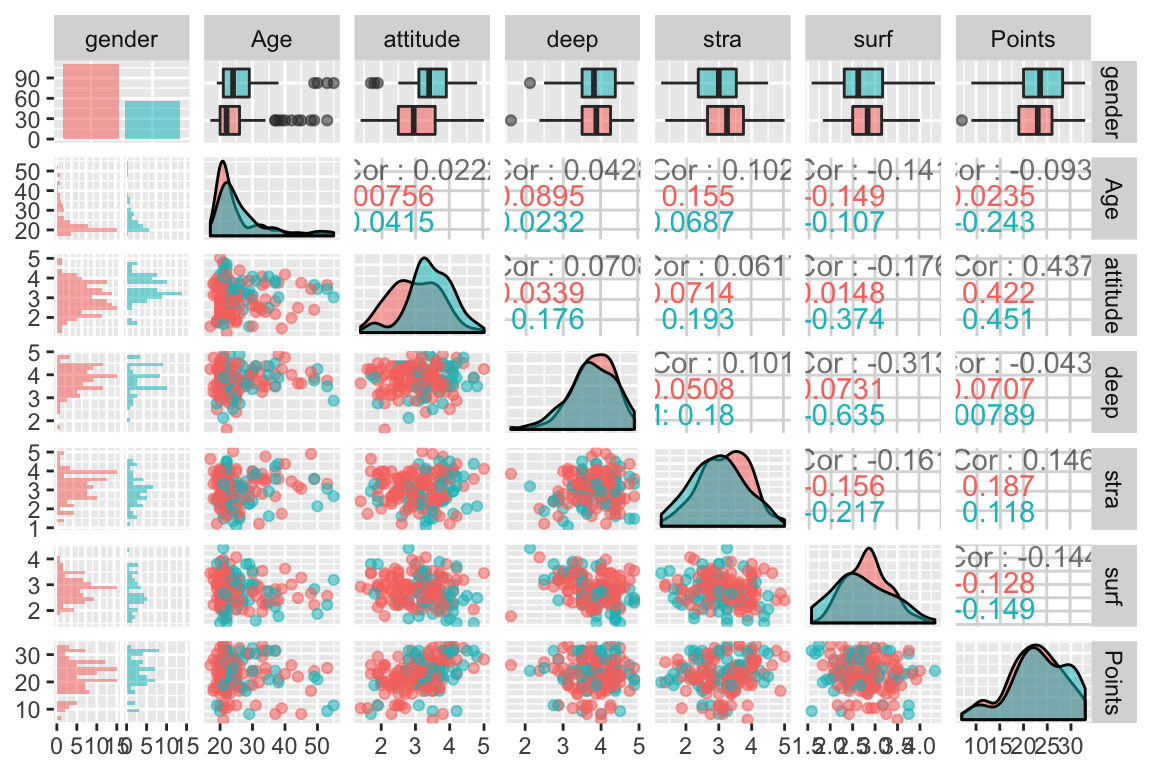 gender Age attitude deep stra surf Points
90
60
30
0
gender
50
40
30
20
Cor : 0.0222 Cor : 0.0428 Cor : 0.102 Cor : -0.141 Cor : -0.093
00756 0.0895 0.155 -0.149 0.0235
0.0415 0.0232 0.0687 -0.107 -0.243
Age
5
4
3
2
Cor : 0.0708 Cor : 0.0617 Cor : -0.176 Cor : 0.437
0.0339 0.0714 0.0148 0.422
-0.176 0.193 -0.374 0.451
attitude
5
4
3
2
Cor : 0.101 Cor : -0.313 Cor : -0.043
0.0508 0.0731 0.0707
: 0.18 -0.635 00789
deep
5
4
3
2
1
Cor : -0.161 Cor : 0.146
-0.156 0.187
-0.217 0.118
stra
4
3
2
Cor : -0.144
-0.128
-0.149
surf
30
20
10
Points
0 5 10 15 0 5 10 15 20 30 40 50 2 3 4 5 2 3 4 5 2 3 4 5 1.5 2.0 2.5 3.0 3.5 4.0 10 15 20 25 30